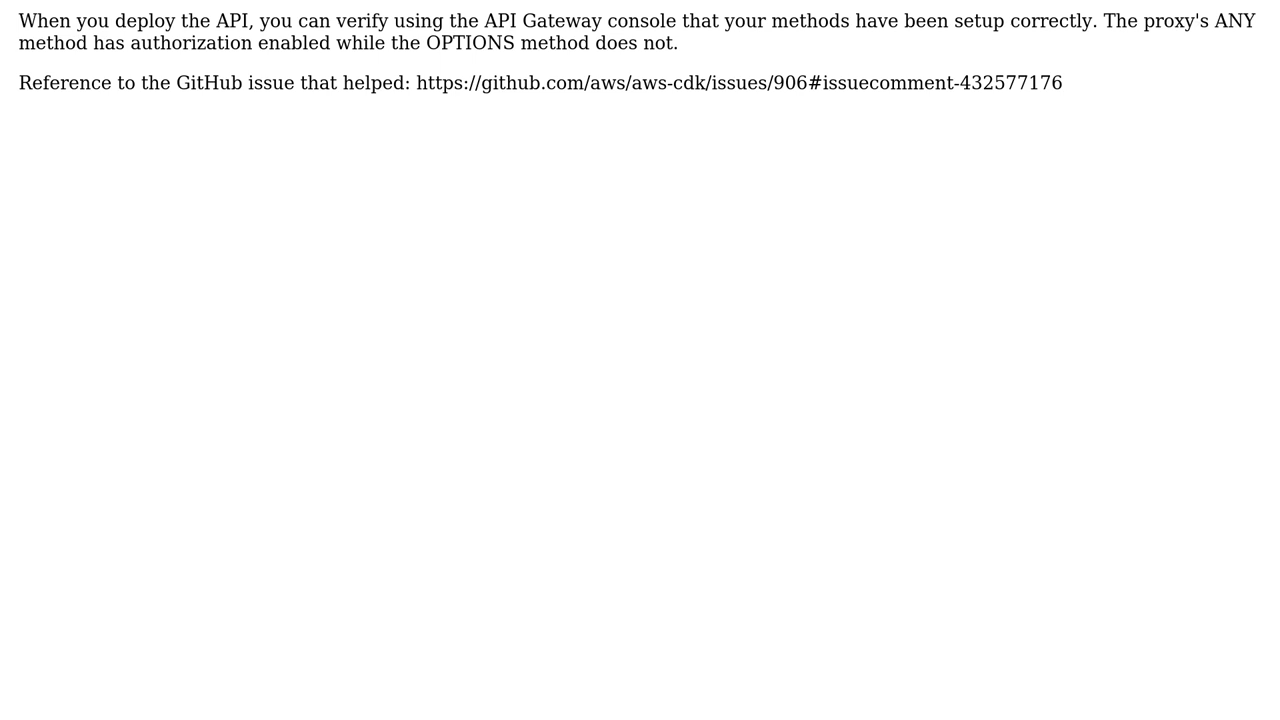 When you deploy the API, you can verify using the API Gateway console that your methods have been setup correctly. The proxy's ANY
method has authorization enabled while the OPTIONS method does not.
Reference to the GitHub issue that helped: https://github.com/aws/aws-cdk/issues/906#issuecomment-432577176